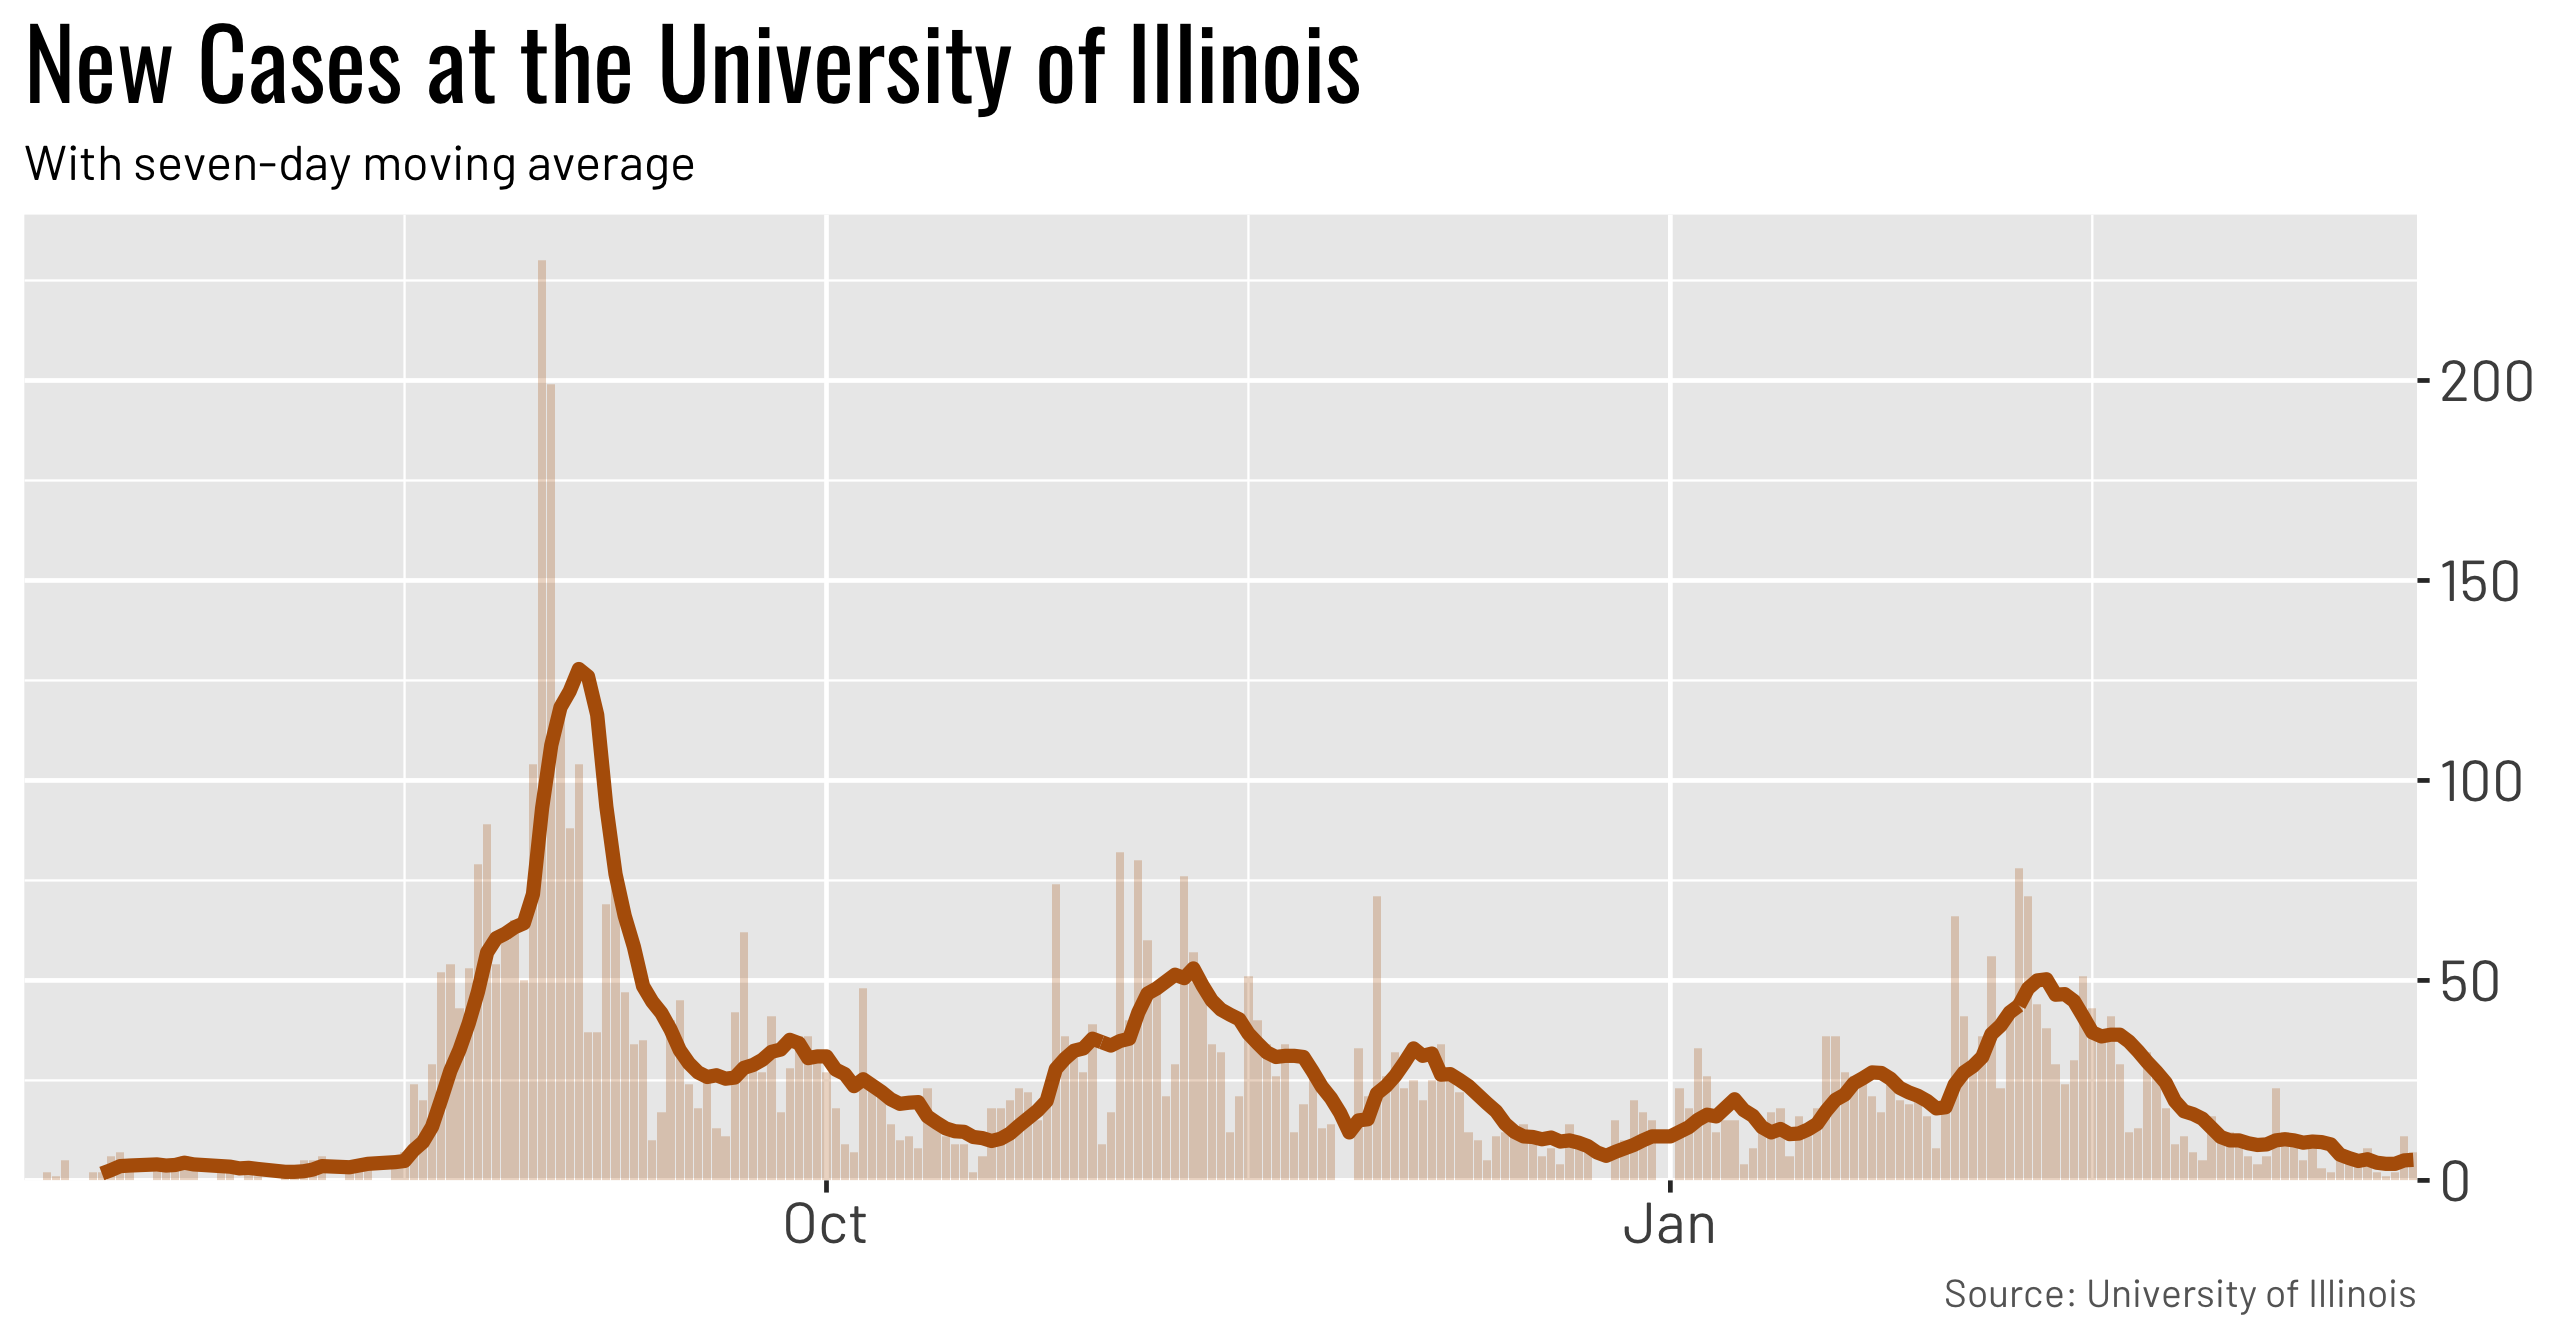 New Cases at the University of Illinois
With seven-day moving average
200
150
100
50
0
Oct
Jan
Source: University of Illinois